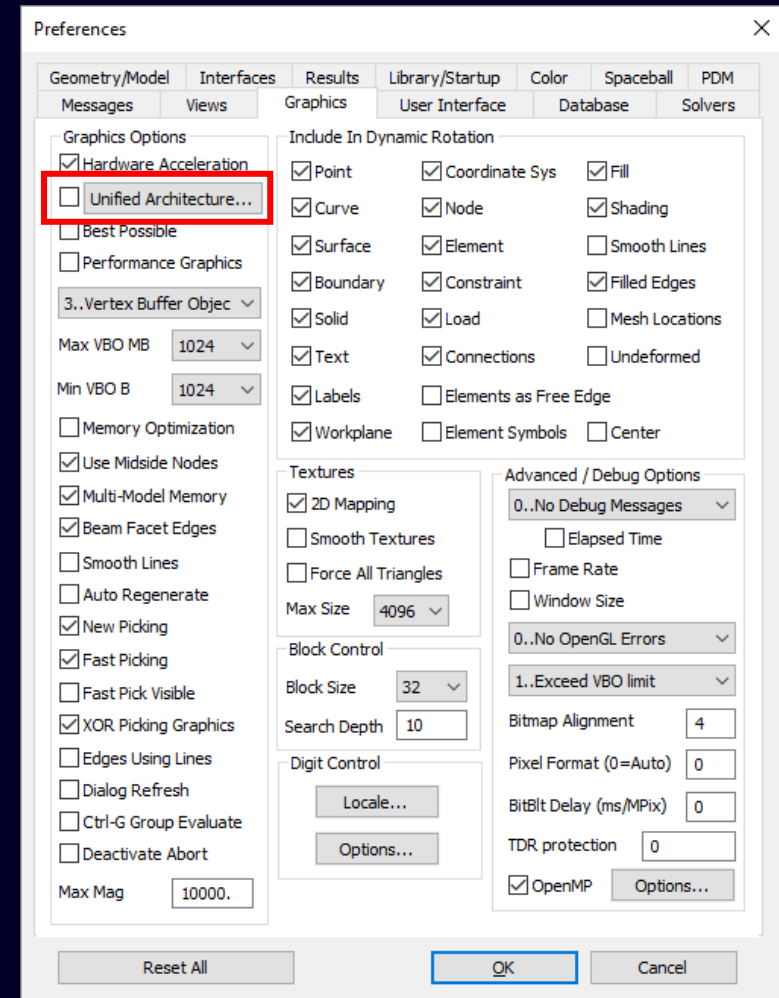 Preferences
Geometry/Model Interfaces Results Library/Startup Color Spaceball PDM
Messages Views Graphics User Interface Database Solvers
Graphics Options
Hardware Acceleration
Unified Architecture...
Best Possible
Performance Graphics
3..Vertex Buffer Objec
Max VBO MB 1024
Min VBO B 1024
Memory Optimization
Use Midside Nodes
Multi-Model Memory
Beam Facet Edges
Smooth Lines
Auto Regenerate
New Picking
Fast Picking
Fast Pick Visible
XOR Picking Graphics
Edges Using Lines
Dialog Refresh
Ctrl-G Group Evaluate
Deactivate Abort
Max Mag 10000.
Include In Dynamic Rotation
Point Coordinate Sys Fill
Curve Node Shading
Surface Element Smooth Lines
Boundary Constraint Filled Edges
Solid Load Mesh Locations
Text Connections Undeformed
Labels Elements as Free Edge
Workplane Element Symbols Center
Textures
2D Mapping
Smooth Textures
Force All Triangles
Max Size 4096
Block Control
Block Size 32
Search Depth 10
Digit Control
Locale...
Options...
Advanced / Debug Options
0..No Debug Messages
Elapsed Time
Frame Rate
Window Size
0..No OpenGL Errors
1..Exceed VBO limit
Bitmap Alignment 4
Pixel Format (0=Auto) 0
BitBlt Delay (ms/MPix) 0
TDR protection 0
OpenMP Options...
Reset All OK Cancel